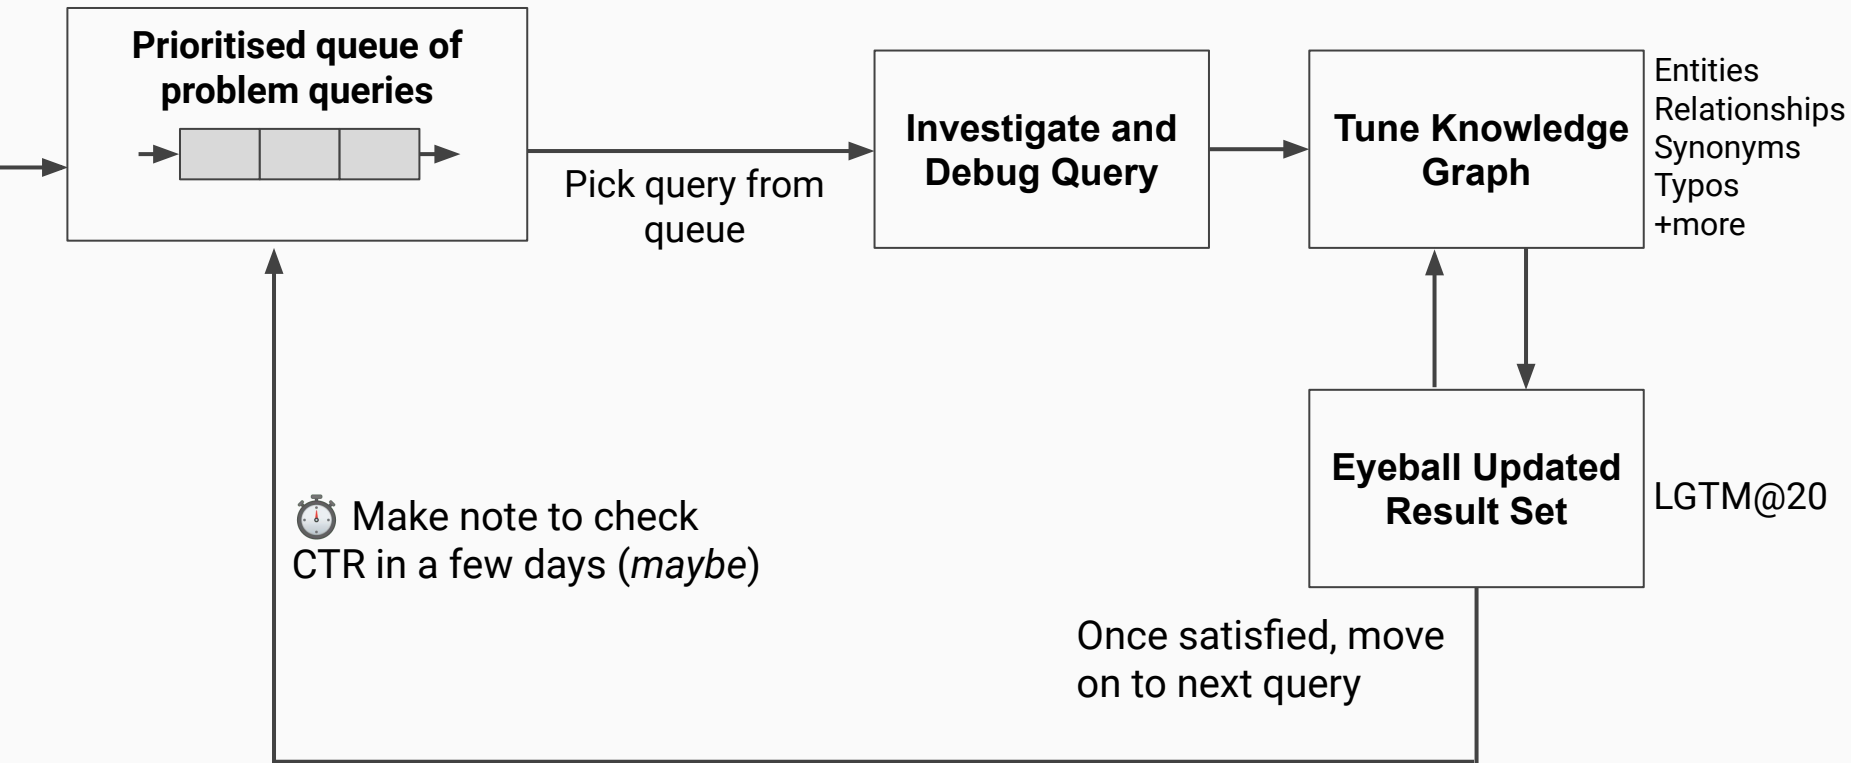 Prioritised queue of
problem queries
Pick query from
queue
Investigate and
Debug Query
Tune Knowledge
Graph
Entities
Relationships
Synonyms
Typos
+more
Eyeball Updated
Result Set
LGTM@20
Once satisfied, move
on to next query
⏱ Make note to check
CTR in a few days (maybe)